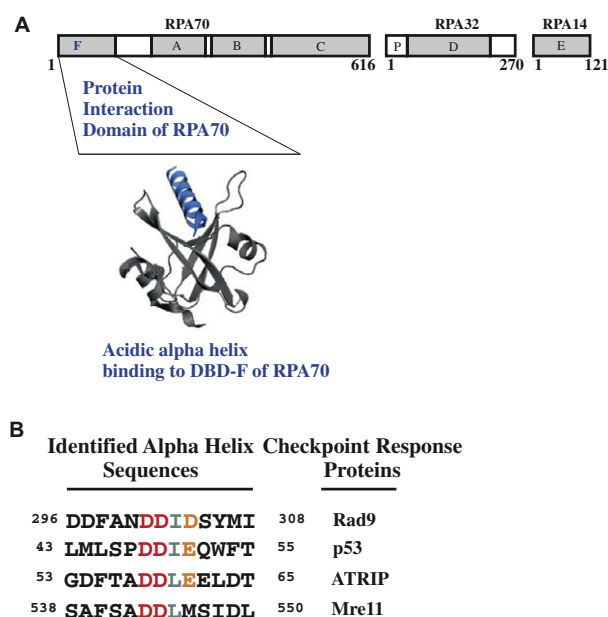 A
RPA70 RPA32 RPA14
F A B C P D E
1 616 1 270 1 121
Protein
Interaction
Domain of RPA70
Acidic alpha helix
binding to DBD-F of RPA70
B
Identified Alpha Helix Checkpoint Response
Sequences Proteins
296 DDFANDDIDSYMI 308 Rad9
43 LMLSPDDIEQWFT 55 p53
53 GDFTADDLEELDT 65 ATRIP
538 SAFSADDLMSIDL 550 Mre11